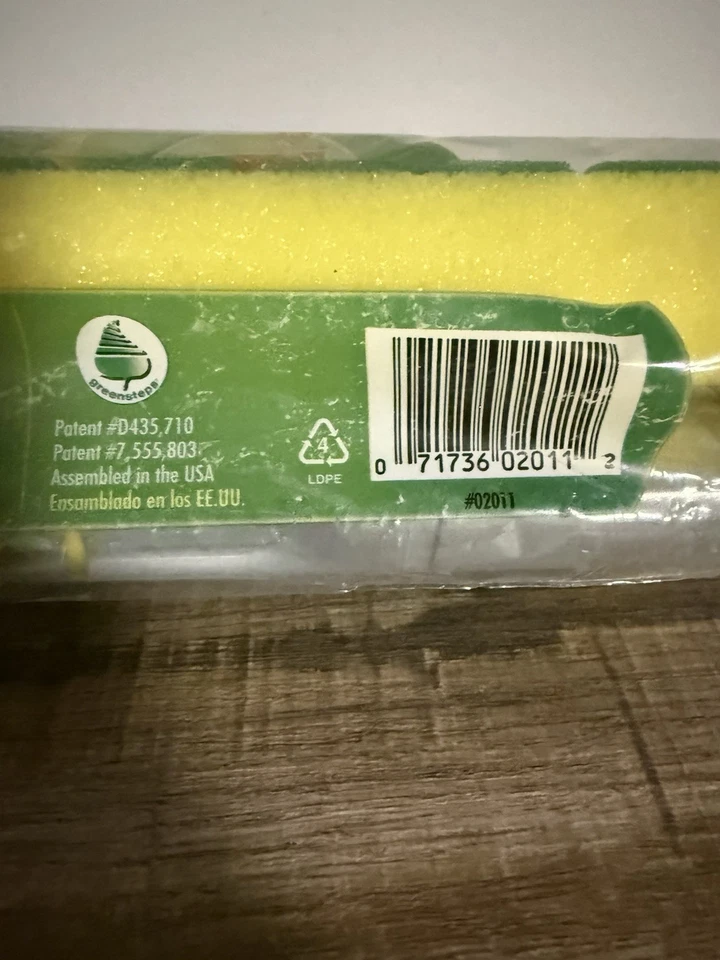 greensteps
Patent #D435,710
Patent #7,555,803
Assembled in the USA
Ensamblado en los EE.UU.
4
LDPE
0 71736 02011 2
#02011